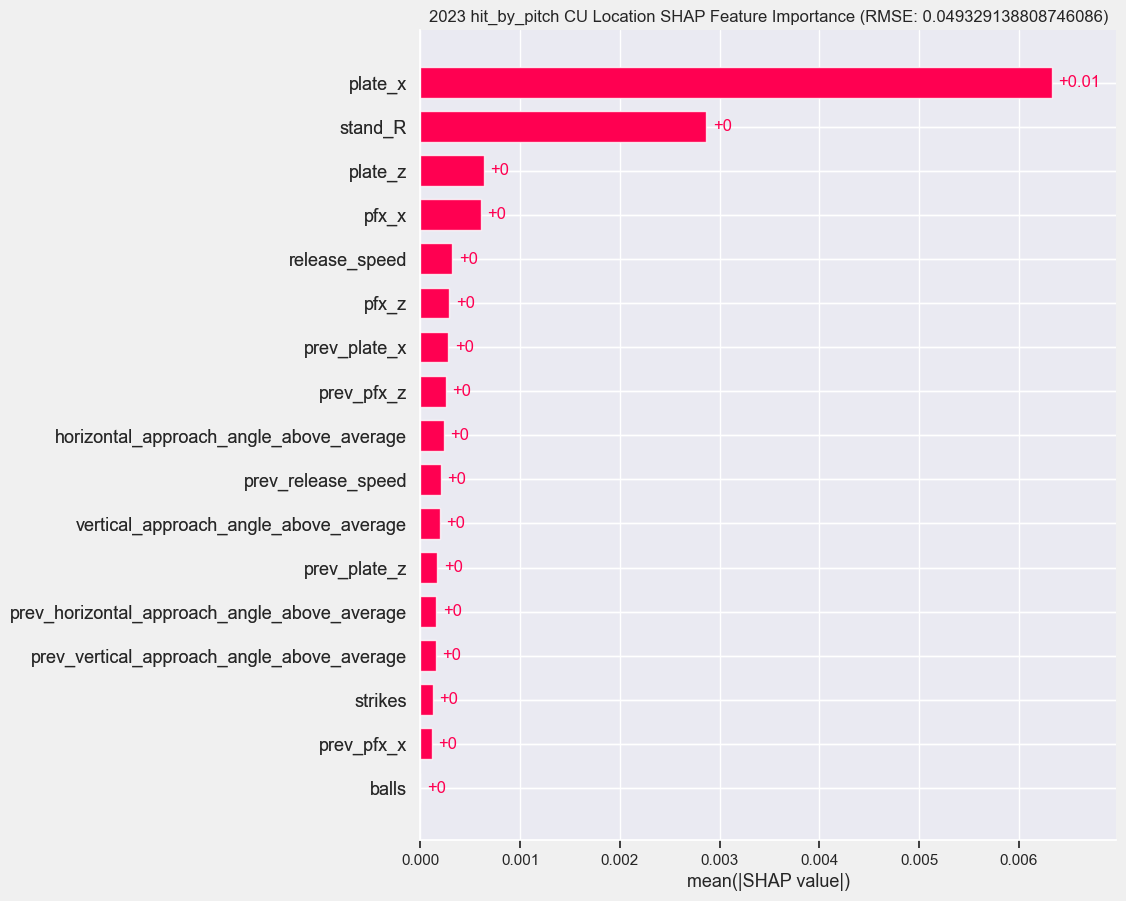 2023 hit_by_pitch CU Location SHAP Feature Importance (RMSE: 0.049329138808746086)
plate_x +0.01
stand_R +0
plate_z +0
pfx_x +0
release_speed +0
pfx_z +0
prev_plate_x +0
prev_pfx_z +0
horizontal_approach_angle_above_average +0
prev_release_speed +0
vertical_approach_angle_above_average +0
prev_plate_z +0
prev_horizontal_approach_angle_above_average +0
prev_vertical_approach_angle_above_average +0
strikes +0
prev_pfx_x +0
balls +0
0.000 0.001 0.002 0.003 0.004 0.005 0.006
mean(|SHAP value|)